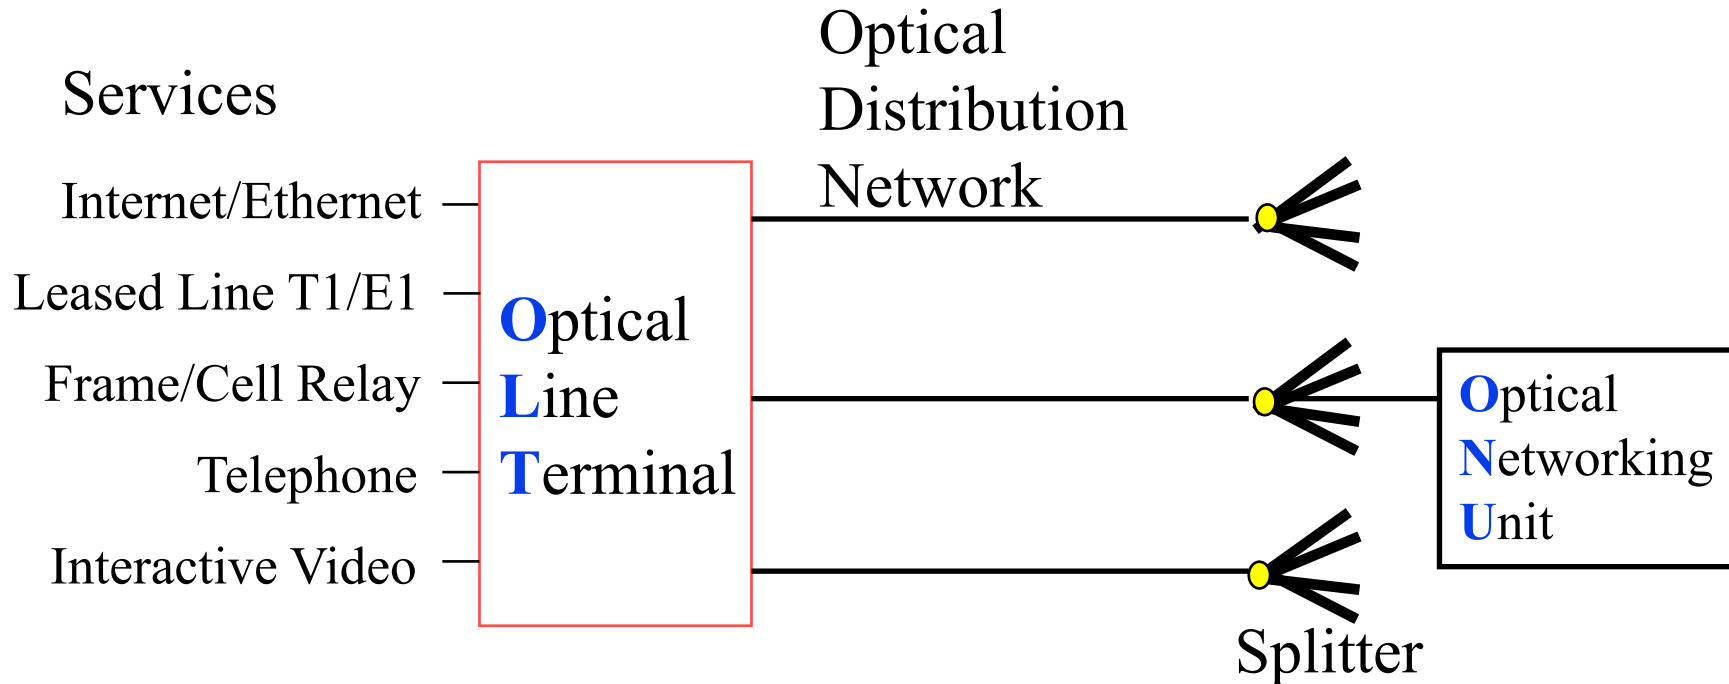 Services
Internet/Ethernet
Leased Line T1/E1
Frame/Cell Relay
Telephone
Interactive Video
Optical
Line
Terminal
Optical
Distribution
Network
Splitter
Optical
Networking
Unit